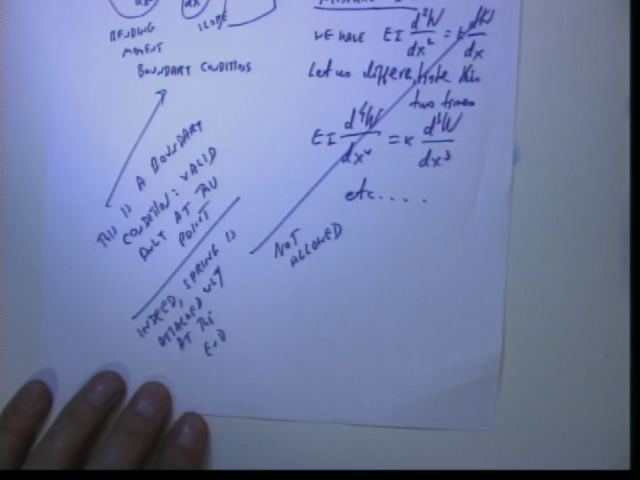 dx
SLOPE
BENDING
MOMENT
BOUNDARY CONDITIONS
THIS IS A BOUNDARY
CONDITION: VALID
ONLY AT THIS
POINT
INDEED, SPRING IS
ATTACHED ONLY
AT THE
END
WE HAVE EI d²W/dx² = k dW/dx
Let us differentiate this
two times
EI d⁴W/dx⁴ = k d³W/dx³
etc.....
NOT
ALLOWED